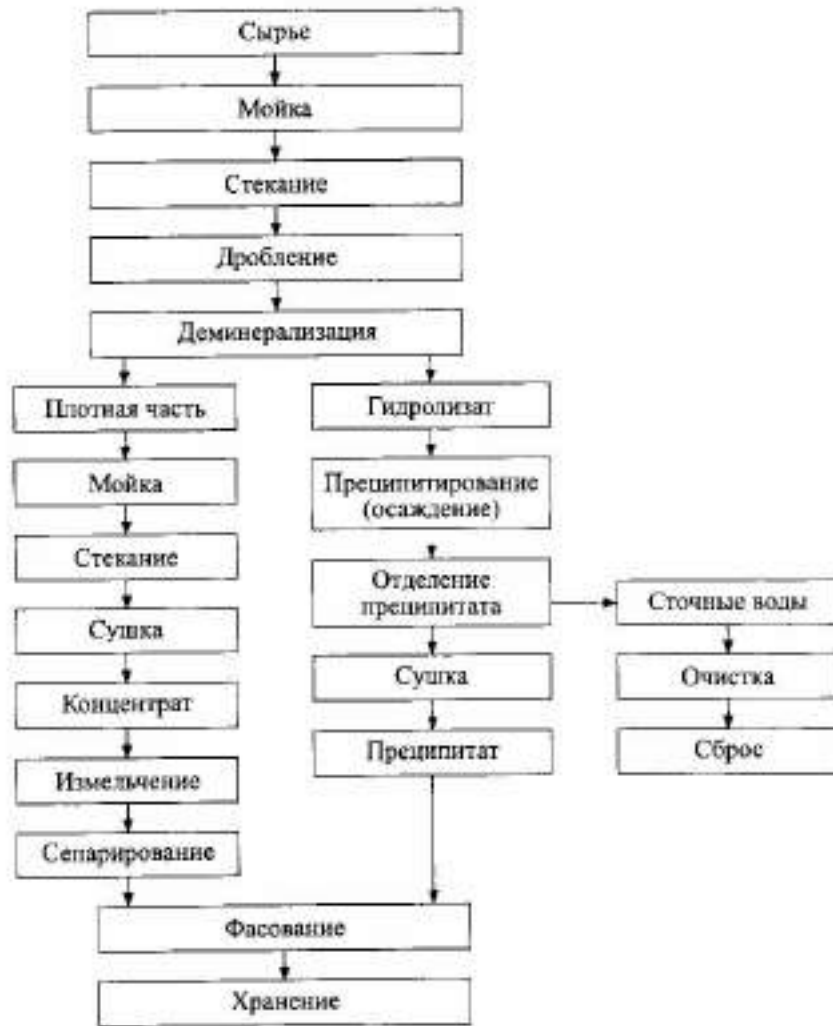 Сырье
Мойка
Стекание
Дробление
Деминерализация
Плотная часть
Мойка
Стекание
Сушка
Концентрат
Измельчение
Сепарирование
Гидролизат
Преципитирование
(осаждение)
Отделение
преципитата
Сушка
Преципитат
Сточные воды
Очистка
Сброс
Фасование
Хранение